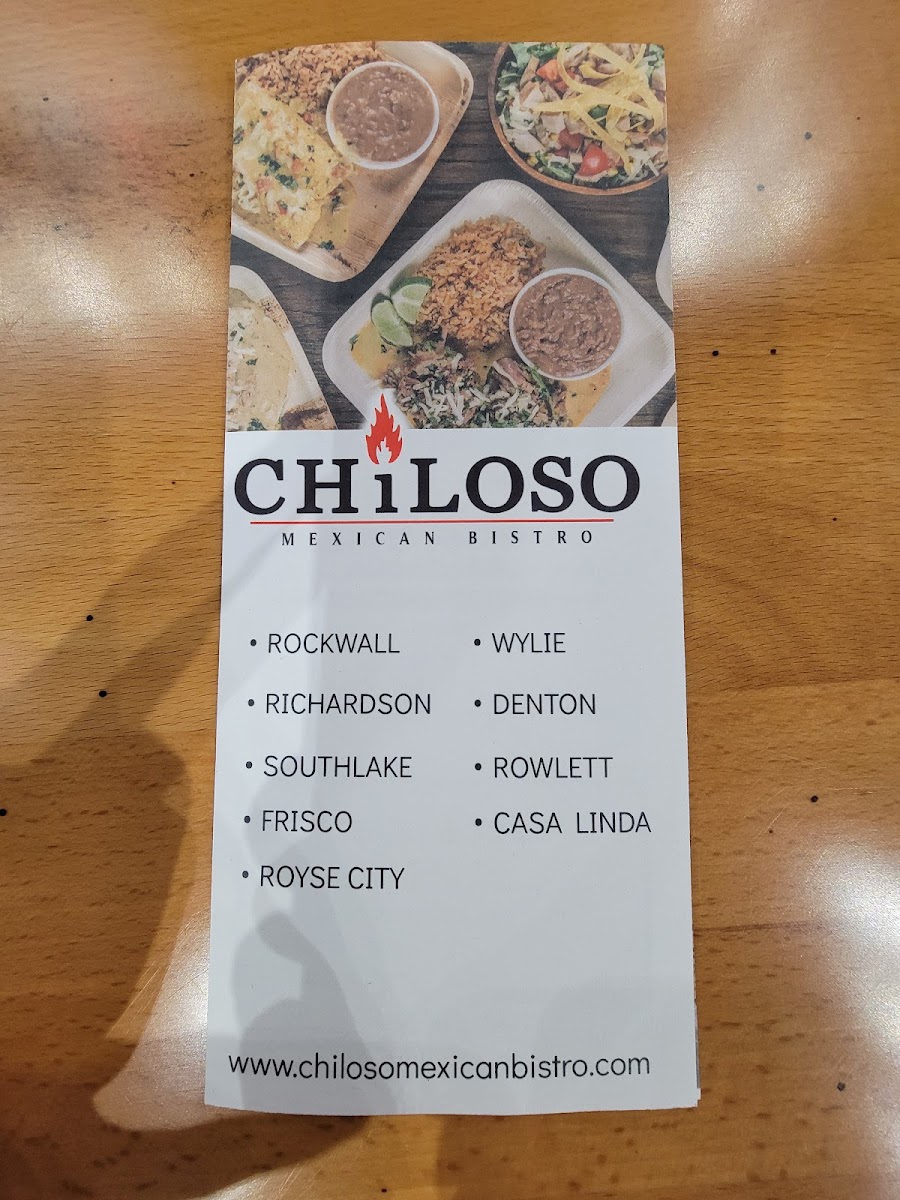 CHiLOSO
MEXICAN BISTRO
• ROCKWALL
• RICHARDSON
• SOUTHLAKE
• FRISCO
• ROYSE CITY
• WYLIE
• DENTON
• ROWLETT
• CASA LINDA
www.chilosomexicanbistro.com